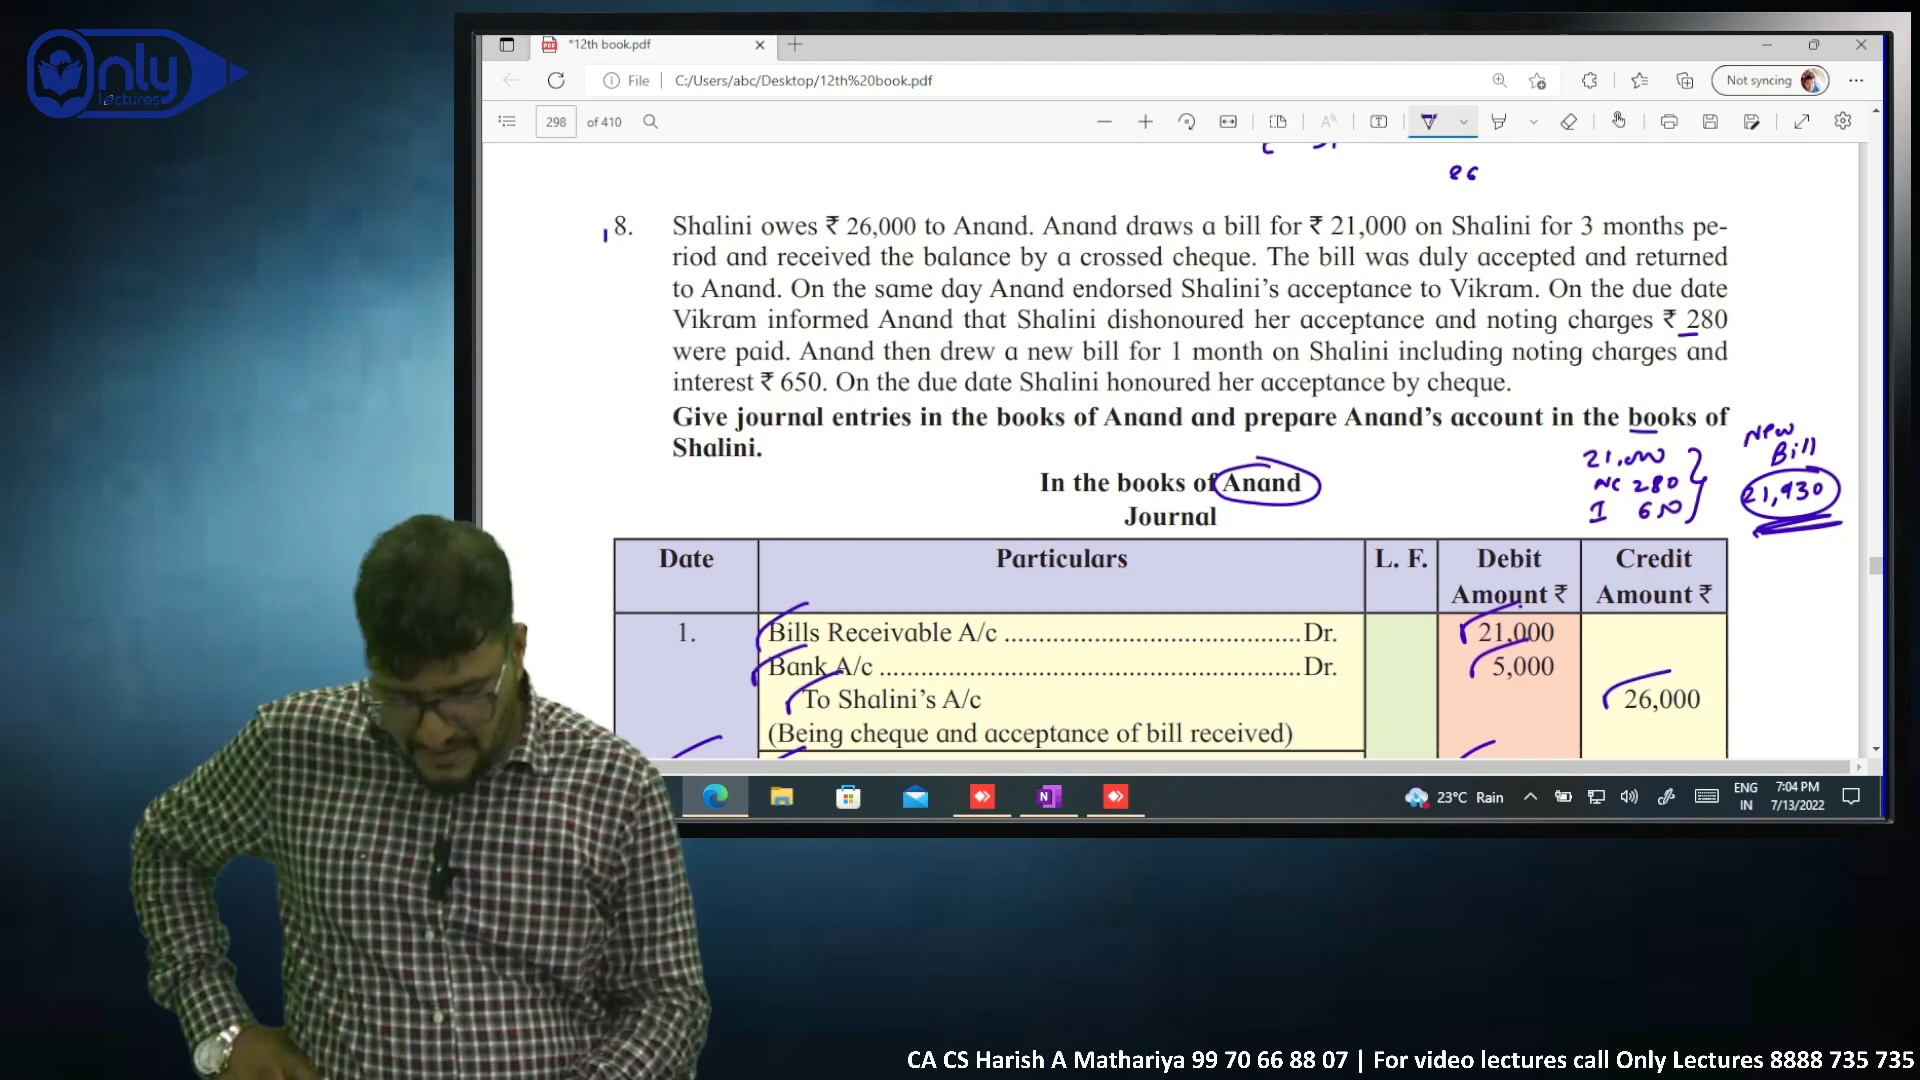 Only
Lectures
*12th book.pdf
File
C:/Users/abc/Desktop/12th%20book.pdf
Not syncing
298
of 410
86
8. Shalini owes ₹ 26,000 to Anand. Anand draws a bill for ₹ 21,000 on Shalini for 3 months pe-
riod and received the balance by a crossed cheque. The bill was duly accepted and returned
to Anand. On the same day Anand endorsed Shalini's acceptance to Vikram. On the due date
Vikram informed Anand that Shalini dishonoured her acceptance and noting charges ₹ 280
were paid. Anand then drew a new bill for 1 month on Shalini including noting charges and
interest ₹ 650. On the due date Shalini honoured her acceptance by cheque.
Give journal entries in the books of Anand and prepare Anand's account in the books of
Shalini.
New
Bill
21,000
NC 280
I 650
21,930
In the books of Anand
Journal
Date Particulars L. F. Debit Amount ₹ Credit Amount ₹
1. Bills Receivable A/c ........................................ Dr. 21,000
Bank A/c ........................................................ Dr. 5,000
To Shalini's A/c 26,000
(Being cheque and acceptance of bill received)
23°C Rain
ENG
IN
7:04 PM
7/13/2022
CA CS Harish A Mathariya 99 70 66 88 07 | For video lectures call Only Lectures 8888 735 735